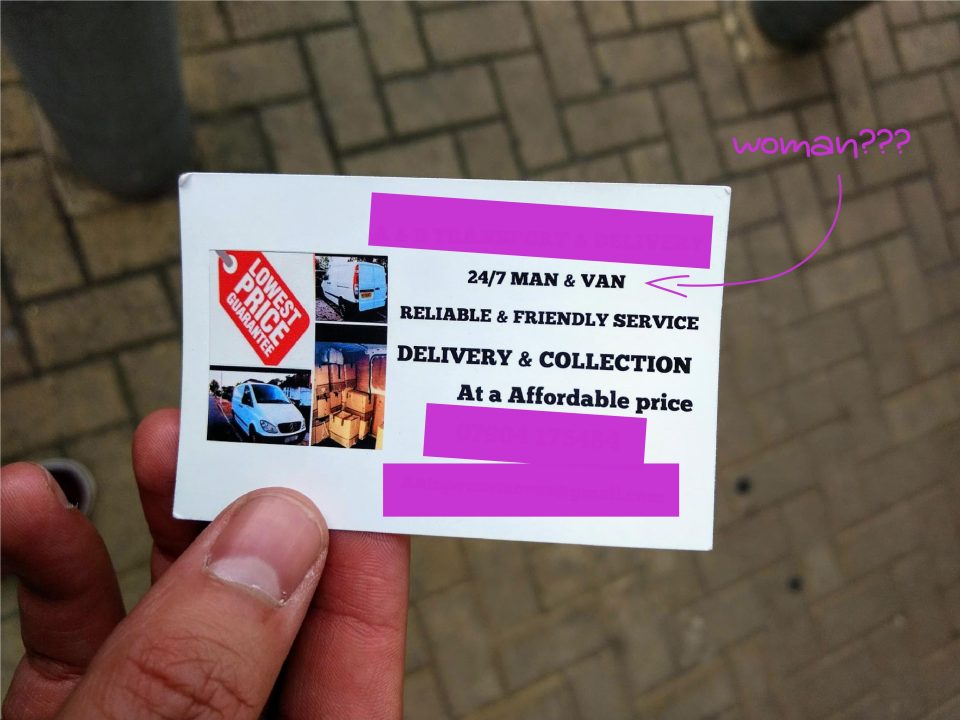 woman???
24/7 MAN & VAN
RELIABLE & FRIENDLY SERVICE
DELIVERY & COLLECTION
At a Affordable price
LOWEST
PRICE
GUARANTEE